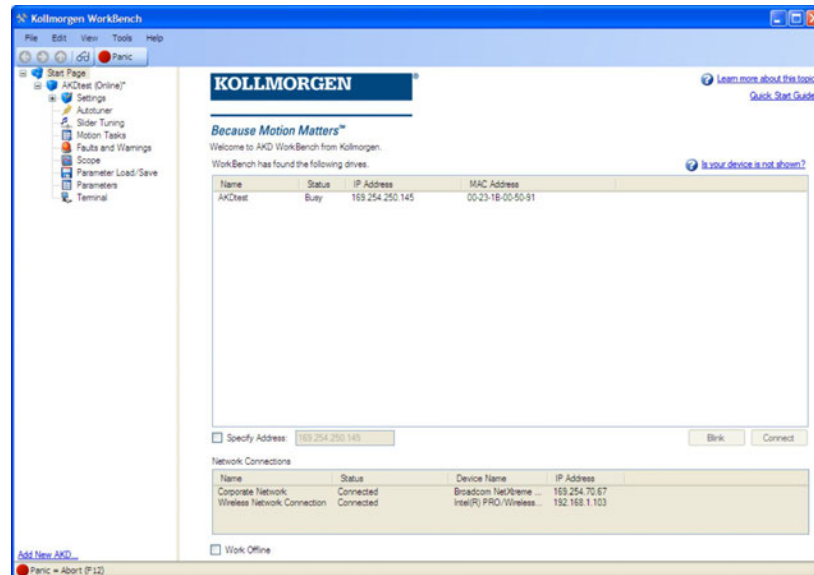 Kollmorgen WorkBench
File Edit View Tools Help
Panic
Start Page
AKDtest (Online)*
Settings
Autotuner
Slider Tuning
Motion Tasks
Faults and Warnings
Scope
Parameter Load/Save
Parameters
Terminal
Add New AKD...
KOLLMORGEN®
Because Motion Matters™
Welcome to AKD WorkBench from Kollmorgen.
WorkBench has found the following drives.
Learn more about this topic
Quick Start Guide
Is your device is not shown?
Name Status IP Address MAC Address
AKDtest Busy 169.254.250.145 00-23-1B-00-50-91
Specify Address: 169.254.250.145 Blink Connect
Network Connections
Name Status Device Name IP Address
Corporate Network Connected Broadcom NetXtreme ... 169.254.70.67
Wireless Network Connection Connected Intel(R) PRO/Wireless... 192.168.1.103
Work Offline
Panic = Abort (F12)